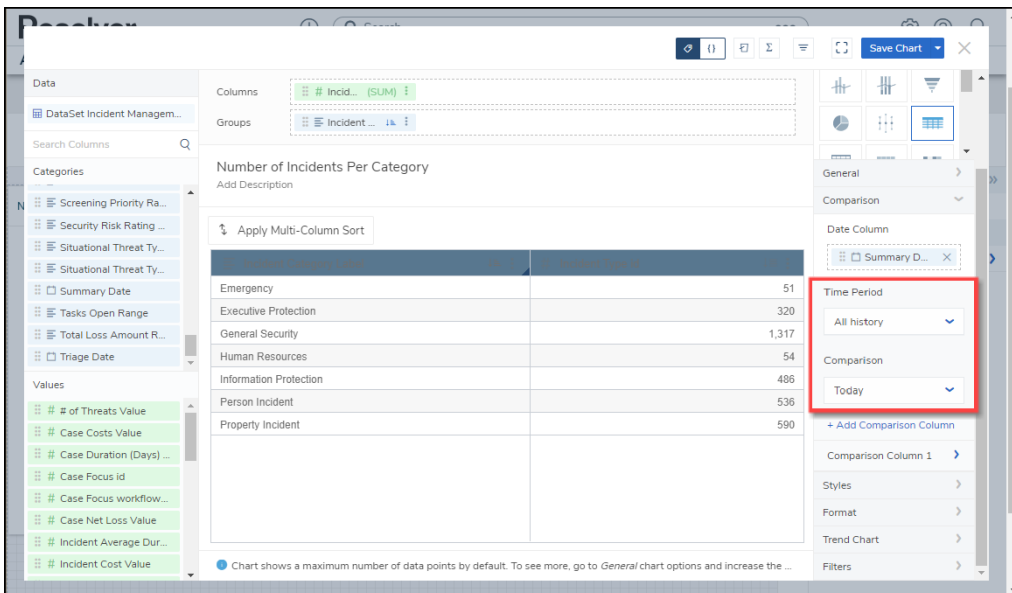 Resolver
Save Chart
Data
DataSet Incident Managem...
Search Columns
Categories
Screening Priority Ra...
Security Risk Rating ...
Situational Threat Ty...
Situational Threat Ty...
Summary Date
Tasks Open Range
Total Loss Amount R...
Triage Date
Values
# # of Threats Value
# Case Costs Value
# Case Duration (Days) ...
# Case Focus id
# Case Focus workflow...
# Case Net Loss Value
# Incident Average Dur...
# Incident Cost Value
Columns # Incid... (SUM)
Groups Incident ...
Number of Incidents Per Category
Add Description
Apply Multi-Column Sort
Emergency 51
Executive Protection 320
General Security 1,317
Human Resources 54
Information Protection 486
Person Incident 536
Property Incident 590
Chart shows a maximum number of data points by default. To see more, go to General chart options and increase the ...
General
Comparison
Date Column
Summary D...
Time Period
All history
Comparison
Today
+ Add Comparison Column
Comparison Column 1
Styles
Format
Trend Chart
Filters